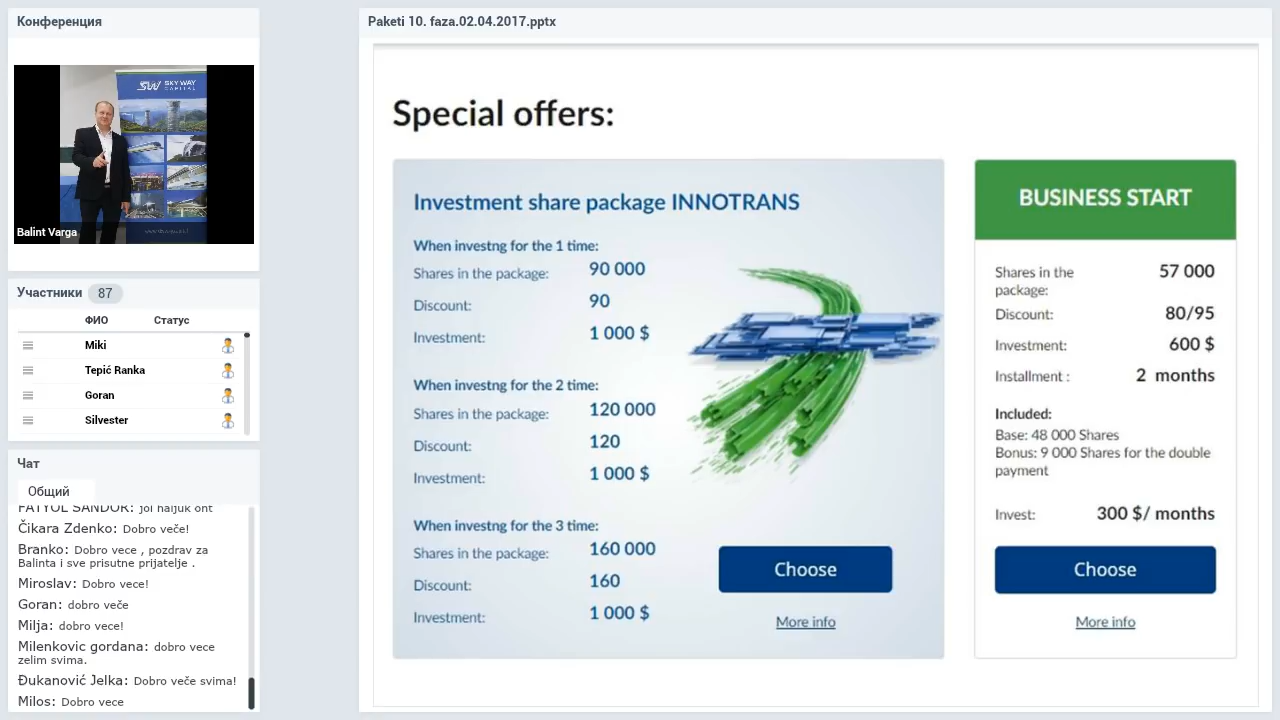 Конференция
SKY WAY
CAPITAL
Balint Varga
Участники 87
ФИО Статус
Miki
Tepić Ranka
Goran
Silvester
Чат
Общий
FATYOL SANDOR: jol haljuk ont
Čikara Zdenko: Dobro veče!
Branko: Dobro vece , pozdrav za
Balinta i sve prisutne prijatelje .
Miroslav: Dobro vece!
Goran: dobro veče
Milja: dobro vece!
Milenkovic gordana: dobro vece
zelim svima.
Đukanović Jelka: Dobro veče svima!
Milos: Dobro vece
Paketi 10. faza.02.04.2017.pptx
Special offers:
Investment share package INNOTRANS
When investng for the 1 time:
Shares in the package: 90 000
Discount: 90
Investment: 1 000 $
When investng for the 2 time:
Shares in the package: 120 000
Discount: 120
Investment: 1 000 $
When investng for the 3 time:
Shares in the package: 160 000
Discount: 160
Investment: 1 000 $
Choose
More info
BUSINESS START
Shares in the 57 000
package:
Discount: 80/95
Investment: 600 $
Installment : 2 months
Included:
Base: 48 000 Shares
Bonus: 9 000 Shares for the double
payment
Invest: 300 $/ months
Choose
More info